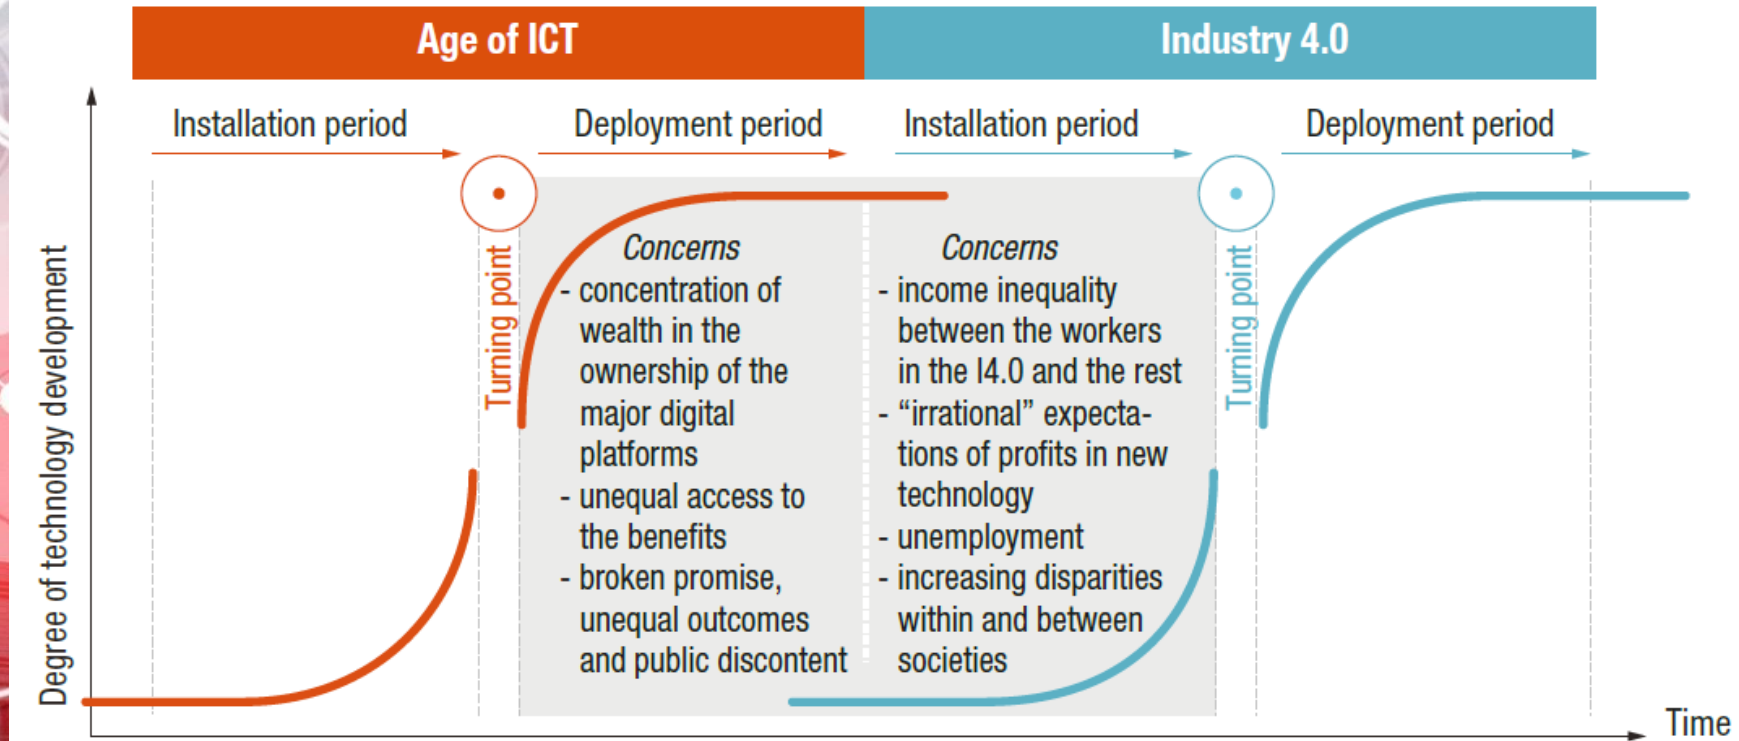 Age of ICT
Industry 4.0
Installation period
Deployment period
Installation period
Deployment period
Degree of technology development
Turning point
Concerns
- concentration of
wealth in the
ownership of the
major digital
platforms
- unequal access to
the benefits
- broken promise,
unequal outcomes
and public discontent
Concerns
- income inequality
between the workers
in the I4.0 and the rest
- “irrational” expecta-
tions of profits in new
technology
- unemployment
- increasing disparities
within and between
societies
Turning point
Time